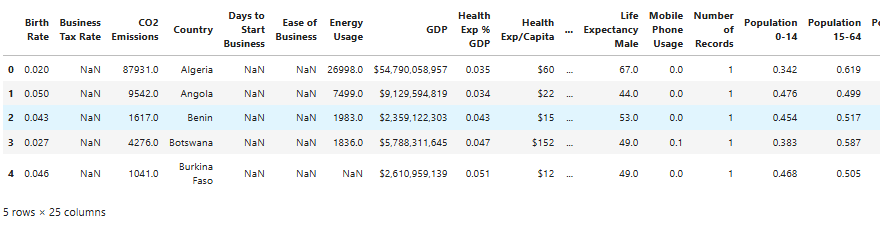 Birth Rate Business Tax Rate CO2 Emissions Country Days to Start Business Ease of Business Energy Usage GDP Health Exp % GDP Health Exp/Capita ... Life Expectancy Male Mobile Phone Usage Number of Records Population 0-14 Population 15-64
0 0.020 NaN 87931.0 Algeria NaN NaN 26998.0 $54,790,058,957 0.035 $60 ... 67.0 0.0 1 0.342 0.619
1 0.050 NaN 9542.0 Angola NaN NaN 7499.0 $9,129,594,819 0.034 $22 ... 44.0 0.0 1 0.476 0.499
2 0.043 NaN 1617.0 Benin NaN NaN 1983.0 $2,359,122,303 0.043 $15 ... 53.0 0.0 1 0.454 0.517
3 0.027 NaN 4276.0 Botswana NaN NaN 1836.0 $5,788,311,645 0.047 $152 ... 49.0 0.1 1 0.383 0.587
4 0.046 NaN 1041.0 Burkina Faso NaN NaN NaN $2,610,959,139 0.051 $12 ... 49.0 0.0 1 0.468 0.505
5 rows × 25 columns